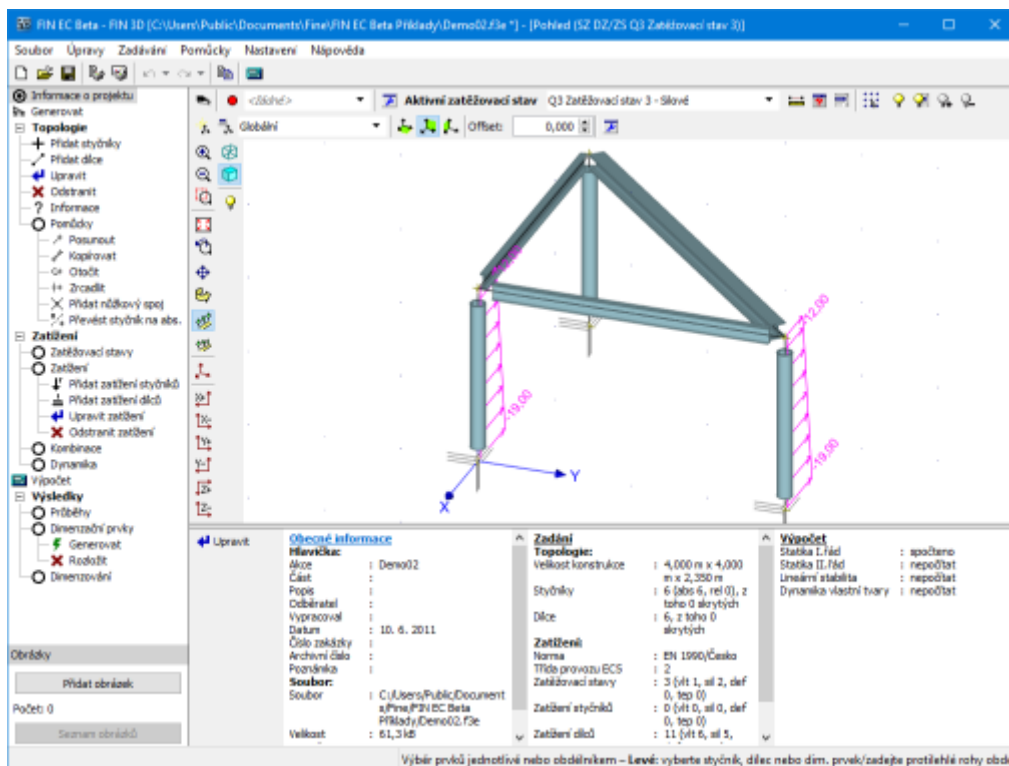 FIN EC Beta - FIN 3D [C:\Users\Public\Documents\Fine\FIN EC Beta Příklady\Demo02.f3e *] - [Pohled (SZ DZ/ZS Q3 Zatěžovací stav 3)]
Soubor Úpravy Zadávání Pomůcky Nastavení Nápověda
Informace o projektu
Generovat
Topologie
Přidat styčníky
Přidat dílce
Upravit
Odstranit
Informace
Pomůcky
Posunout
Kopírovat
Otočit
Zrcadlit
Přidat nůžkový spoj
Převést styčník na abs.
Zatížení
Zatěžovací stavy
Zatížení
Přidat zatížení styčníků
Přidat zatížení dílců
Upravit zatížení
Odstranit zatížení
Kombinace
Dynamika
Výpočet
Výsledky
Průběhy
Dimenzační prvky
Generovat
Rozložit
Dimenzování
Obrázky
Přidat obrázek
Počet: 0
Seznam obrázků
<žádné> Aktivní zatěžovací stav Q3 Zatěžovací stav 3 - Silové
Globální Offset: 0,000
X+
X-
Y+
Y-
Z+
Z-
12,00
-19,00
-19,00
X
Y
Upravit
Obecné informace
Hlavička:
Akce : Demo02
Část :
Popis :
Odběratel :
Vypracoval :
Datum : 10. 6. 2011
Číslo zakázky :
Archivní číslo :
Poznámka :
Soubor:
Soubor : C:/Users/Public/Document
s/Fine/FIN EC Beta
Příklady/Demo02.f3e
Velikost : 61,3 kB
Zadání
Topologie:
Velikost konstrukce : 4,000 m x 4,000
m x 2,350 m
Styčníky : 6 (abs 6, rel 0), z
toho 0 skrytých
Dílce : 6, z toho 0
skrytých
Zatížení:
Norma : EN 1990/Česko
Třída provozu ECS : 2
Zatěžovací stavy : 3 (vlt 1, sil 2, def
0, tep 0)
Zatížení styčníků : 0 (vlt 0, sil 0, def
0, tep 0)
Zatížení dílců : 11 (vlt 6, sil 5,
Výpočet
Statika I.řád : spočteno
Statika II.řád : nepočítat
Lineární stabilita : nepočítat
Dynamika vlastní tvary : nepočítat
Výběr prvků jednotlivě nebo obdélníkem – Levé: vyberte styčník, dílec nebo dim. prvek/zadejte protilehlé rohy obd